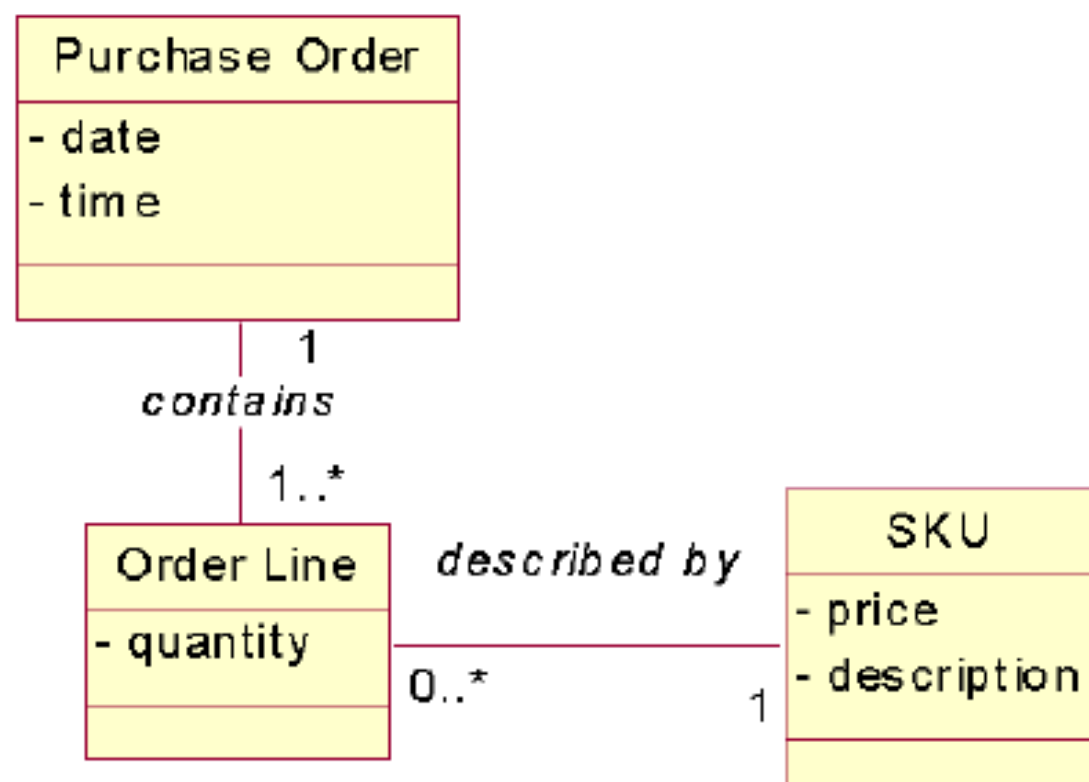 Purchase Order
- date
- time
1
contains
1..*
Order Line
- quantity
described by
0..*
1
SKU
- price
- description